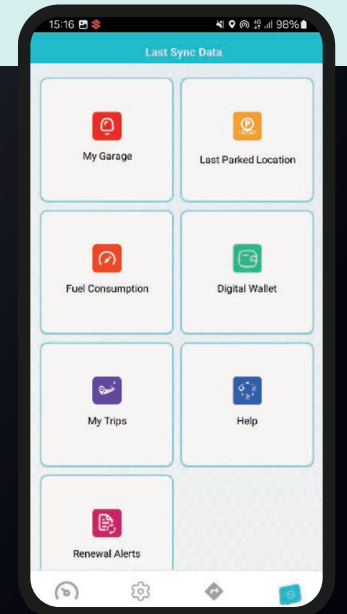 15:16 4G 98%
Last Sync Data
My Garage
Last Parked Location
P
Fuel Consumption
Digital Wallet
My Trips
Help
Renewal Alerts